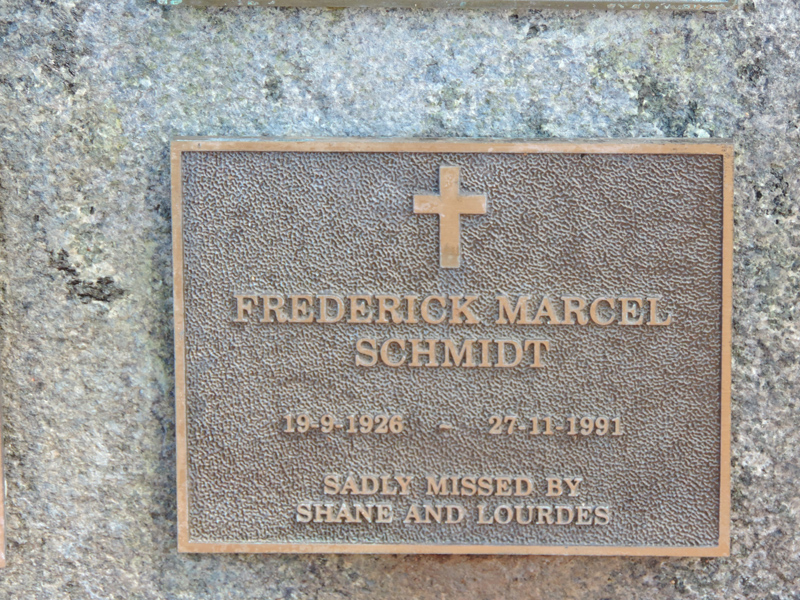 FREDERICK MARCEL
SCHMIDT
19-9-1926 - 27-11-1991
SADLY MISSED BY
SHANE AND LOURDES